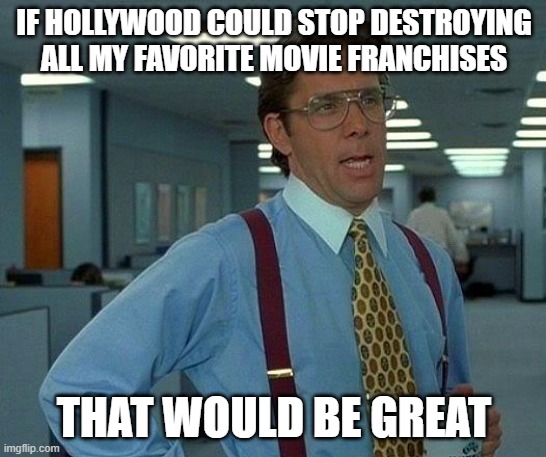 IF HOLLYWOOD COULD STOP DESTROYING
ALL MY FAVORITE MOVIE FRANCHISES
THAT WOULD BE GREAT
imgflip.com